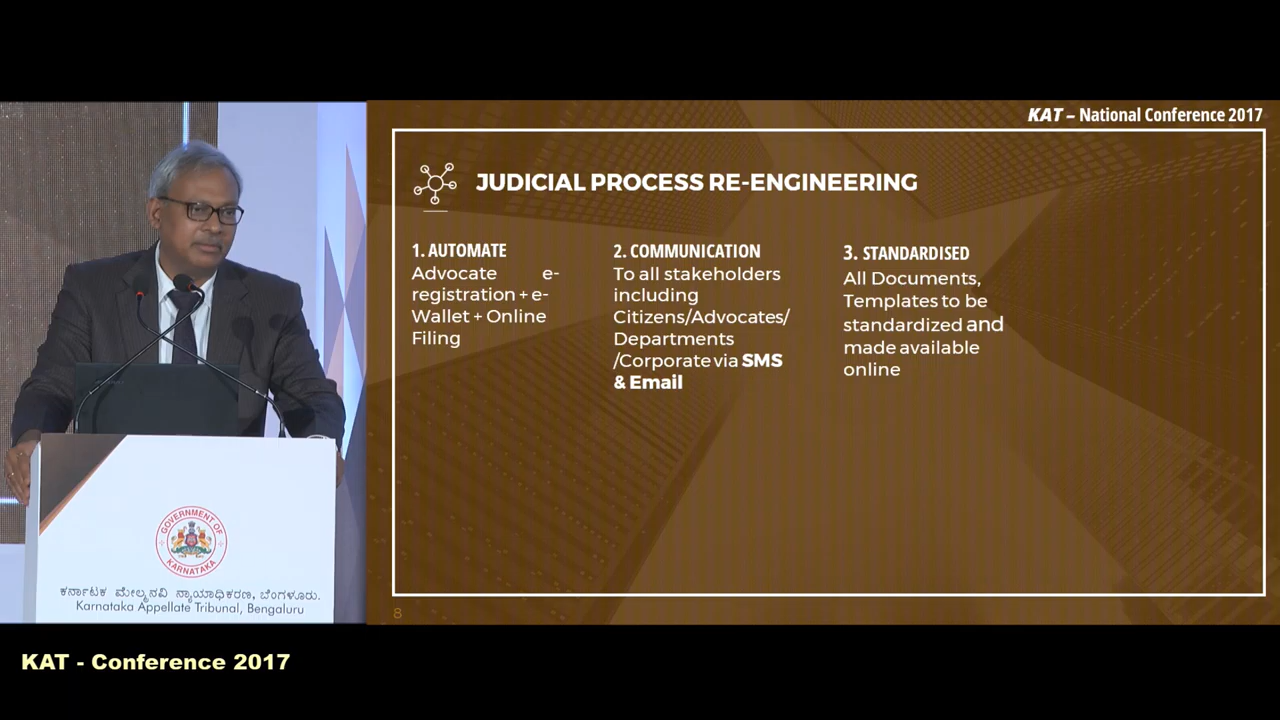 KAT – National Conference 2017
JUDICIAL PROCESS RE-ENGINEERING
1. AUTOMATE
Advocate e-
registration + e-
Wallet + Online
Filing
2. COMMUNICATION
To all stakeholders
including
Citizens/Advocates/
Departments
/Corporate via SMS
& Email
3. STANDARDISED
All Documents,
Templates to be
standardized and
made available
online
8
GOVERNMENT OF
KARNATAKA
ಕರ್ನಾಟಕ ಮೇಲ್ಮನವಿ ನ್ಯಾಯಾಧಿಕರಣ, ಬೆಂಗಳೂರು.
Karnataka Appellate Tribunal, Bengaluru
KAT - Conference 2017